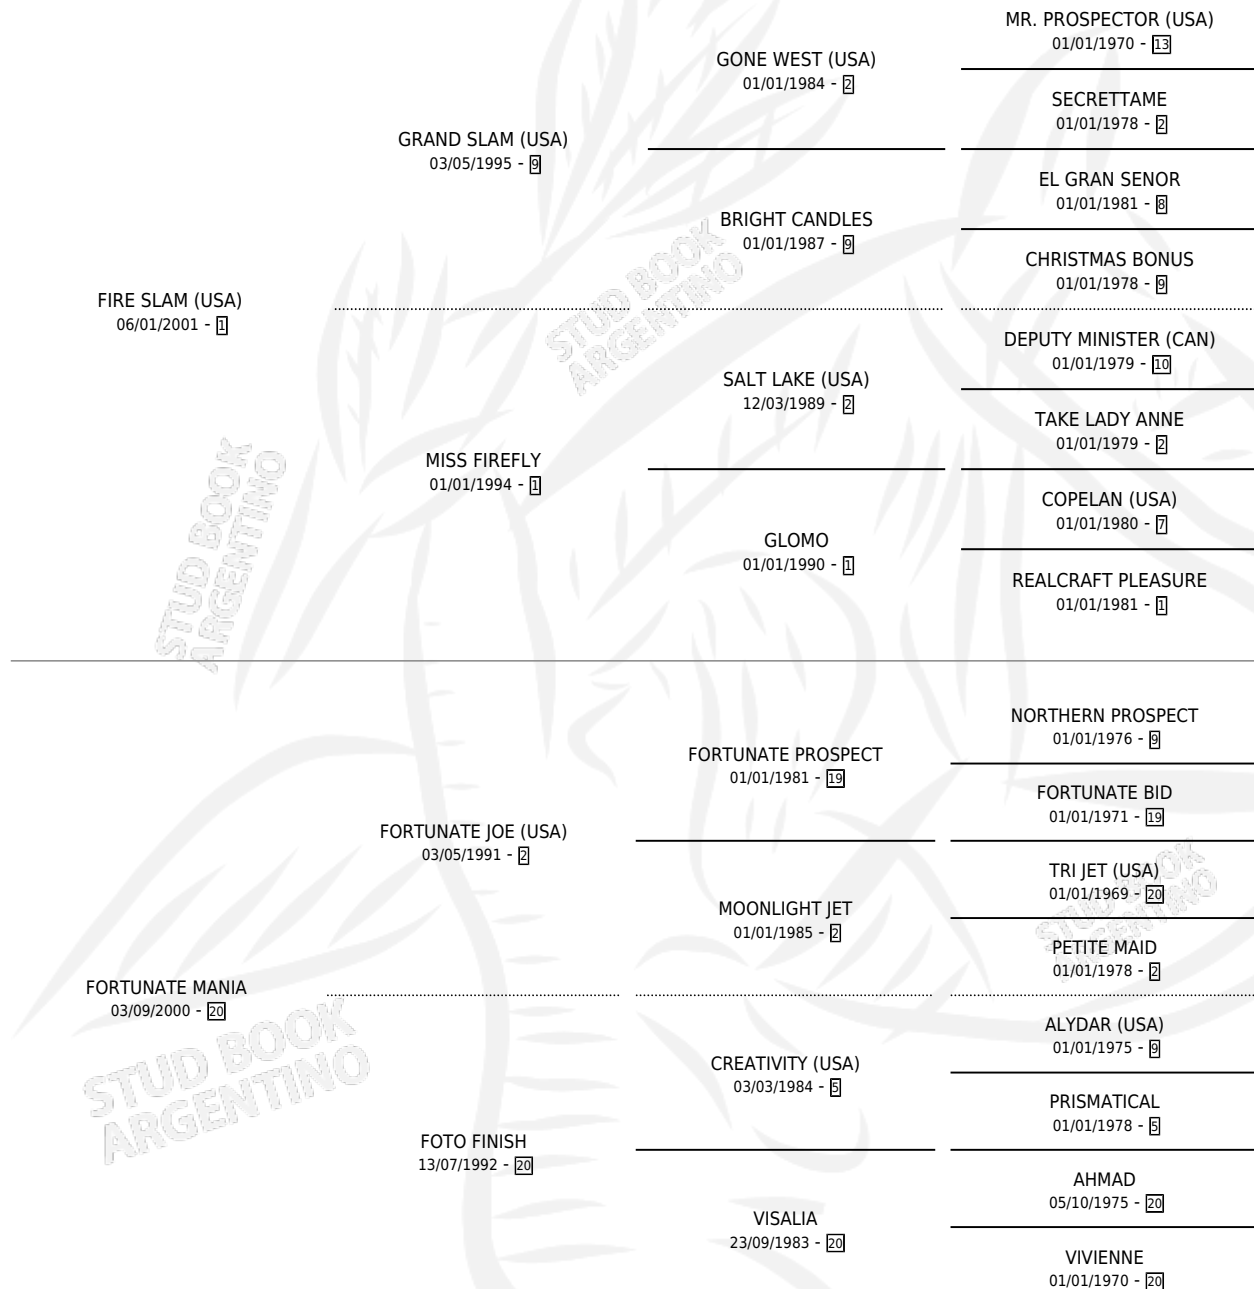 MR. PROSPECTOR (USA)
01/01/1970 - 13
GONE WEST (USA)
01/01/1984 - 2
SECRETTAME
01/01/1978 - 2
GRAND SLAM (USA)
03/05/1995 - 9
EL GRAN SENOR
01/01/1981 - 8
BRIGHT CANDLES
01/01/1987 - 9
CHRISTMAS BONUS
01/01/1978 - 9
FIRE SLAM (USA)
06/01/2001 - 1
DEPUTY MINISTER (CAN)
01/01/1979 - 10
SALT LAKE (USA)
12/03/1989 - 2
TAKE LADY ANNE
01/01/1979 - 2
MISS FIREFLY
01/01/1994 - 1
COPELAN (USA)
01/01/1980 - 7
GLOMO
01/01/1990 - 1
REALCRAFT PLEASURE
01/01/1981 - 1
NORTHERN PROSPECT
01/01/1976 - 9
FORTUNATE PROSPECT
01/01/1981 - 19
FORTUNATE BID
01/01/1971 - 19
FORTUNATE JOE (USA)
03/05/1991 - 2
TRI JET (USA)
01/01/1969 - 20
MOONLIGHT JET
01/01/1985 - 2
PETITE MAID
01/01/1978 - 2
FORTUNATE MANIA
03/09/2000 - 20
ALYDAR (USA)
01/01/1975 - 9
CREATIVITY (USA)
03/03/1984 - 5
PRISMATICAL
01/01/1978 - 5
FOTO FINISH
13/07/1992 - 20
AHMAD
05/10/1975 - 20
VISALIA
23/09/1983 - 20
VIVIENNE
01/01/1970 - 20
STUD BOOK
ARGENTINO
STUD BOOK
ARGENTINO
STUD BOOK
ARGENTINO
STUD BOOK
ARGENTINO